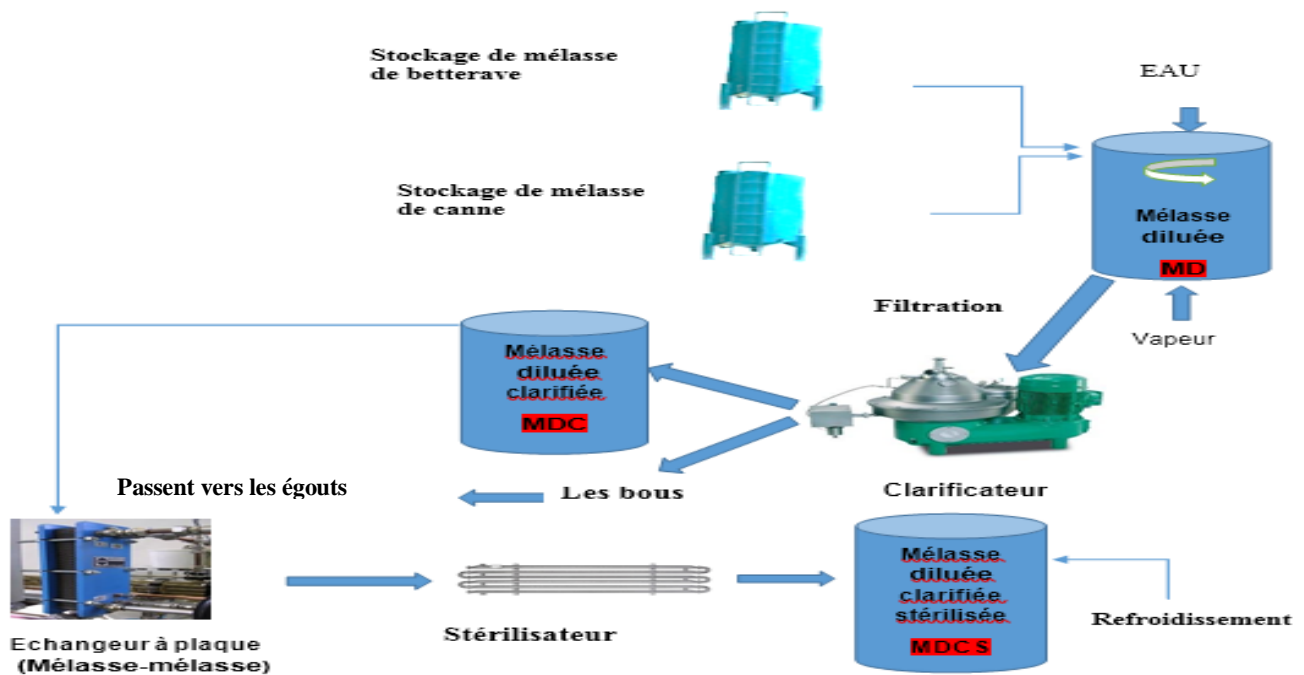 Stockage de mélasse
de betterave
EAU
Stockage de mélasse
de canne
Mélasse
diluée
MD
Filtration
Vapeur
Mélasse
diluée
clarifiée
MDC
Passent vers les égouts
Les bous
Clarificateur
Mélasse
diluée
clarifiée
stérilisée
MDCS
Refroidissement
Stérilisateur
Echangeur à plaque
(Mélasse-mélasse)